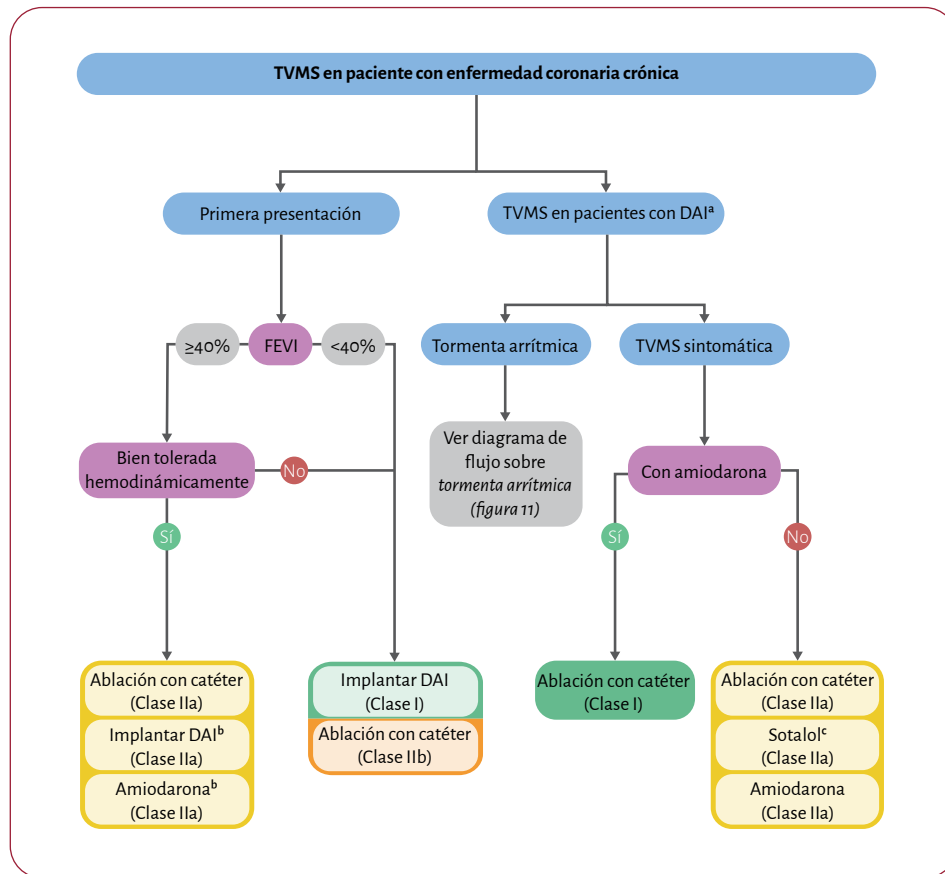 TVMS en paciente con enfermedad coronaria crónica
Primera presentación
TVMS en pacientes con DAIᵃ
≥40%
FEVI
<40%
Tormenta arrítmica
TVMS sintomática
Bien tolerada
hemodinámicamente
No
Ver diagrama de
flujo sobre
tormenta arrítmica
(figura 11)
Con amiodarona
Sí
Sí
No
Ablación con catéter
(Clase IIa)
Implantar DAIᵇ
(Clase IIa)
Amiodaronaᵇ
(Clase IIa)
Implantar DAI
(Clase I)
Ablación con catéter
(Clase IIb)
Ablación con catéter
(Clase I)
Ablación con catéter
(Clase IIa)
Sotalolᶜ
(Clase IIa)
Amiodarona
(Clase IIa)